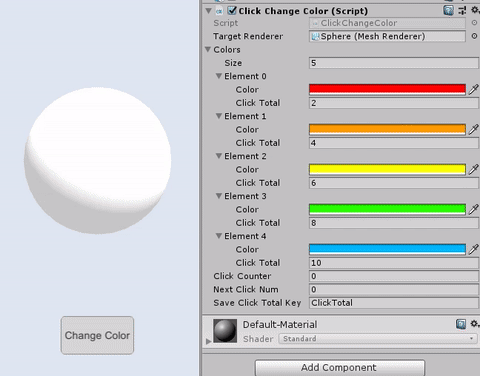 Click Change Color (Script)
Script ClickChangeColor
Target Renderer Sphere (Mesh Renderer)
Colors
Size 5
Element 0
Color
Click Total 2
Element 1
Color
Click Total 4
Element 2
Color
Click Total 6
Element 3
Color
Click Total 8
Element 4
Color
Click Total 10
Click Counter 0
Next Click Num 0
Save Click Total Key ClickTotal
Change Color
Default-Material
Shader Standard
Add Component